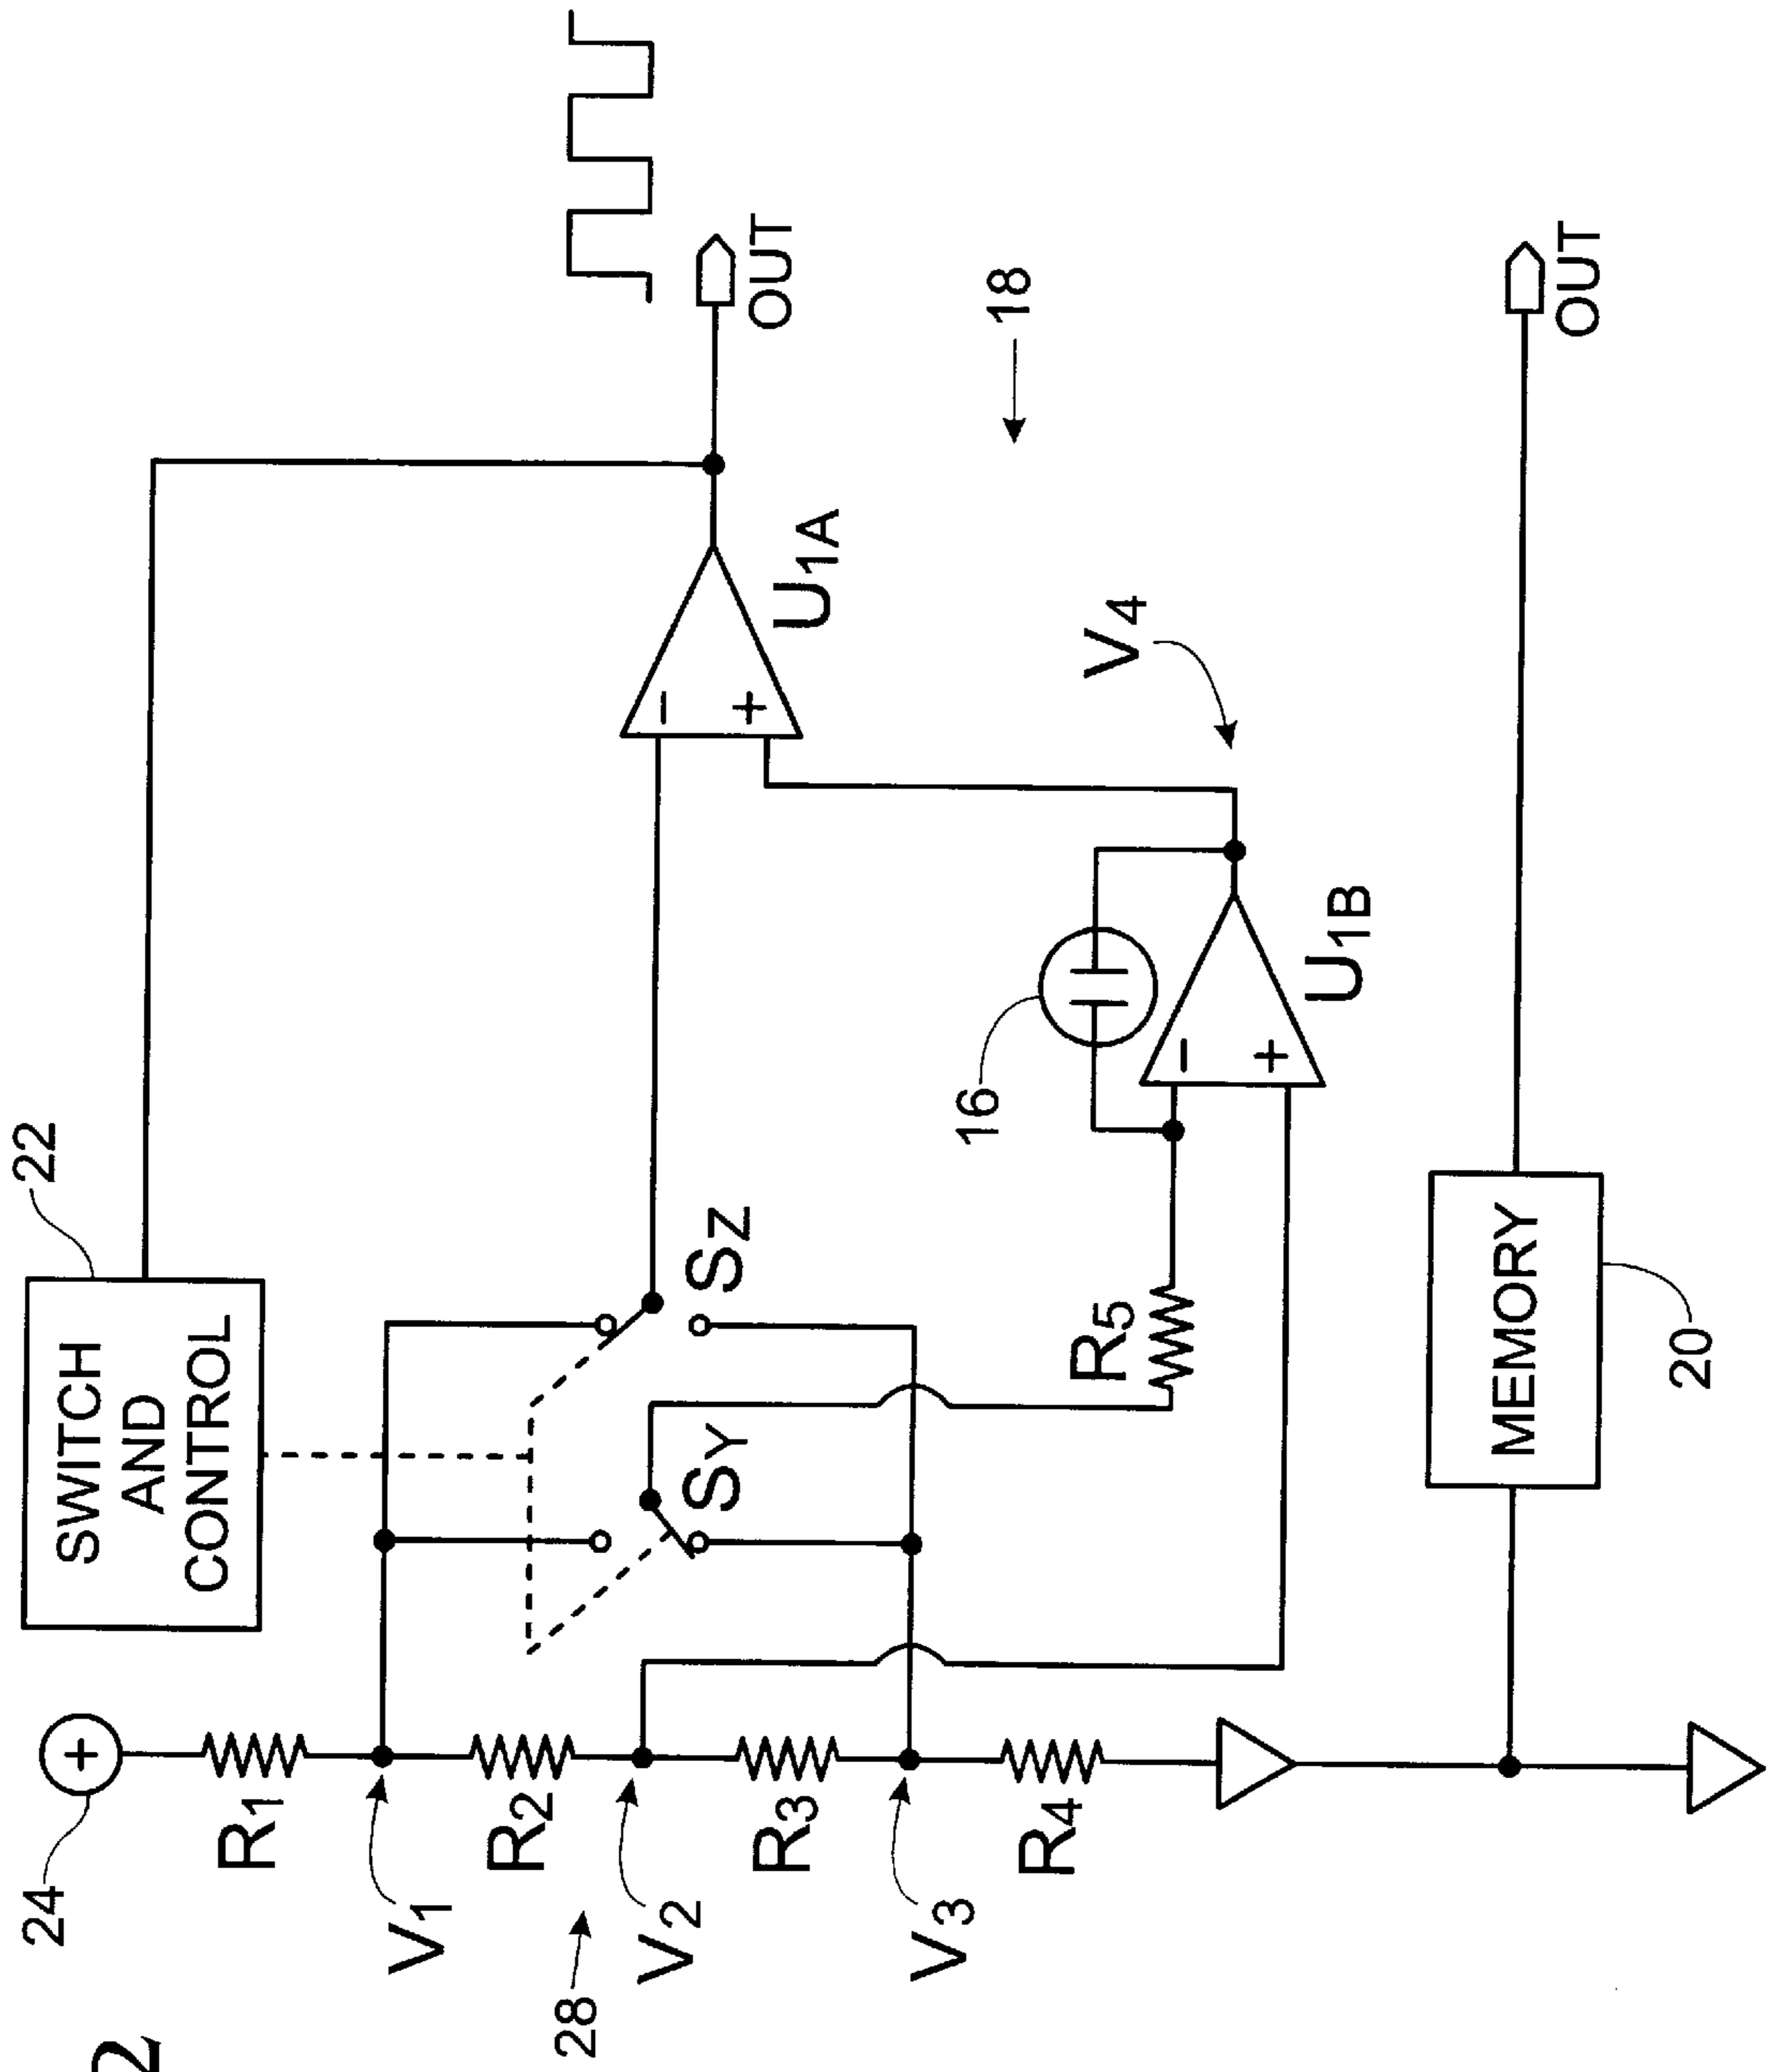 2
24
22
SWITCH
AND
CONTROL
R1
V1
R2
28
V2
R3
V3
R4
SY
SZ
R5
16
−
+
U1B
V4
−
+
U1A
OUT
18
MEMORY
20
OUT
+